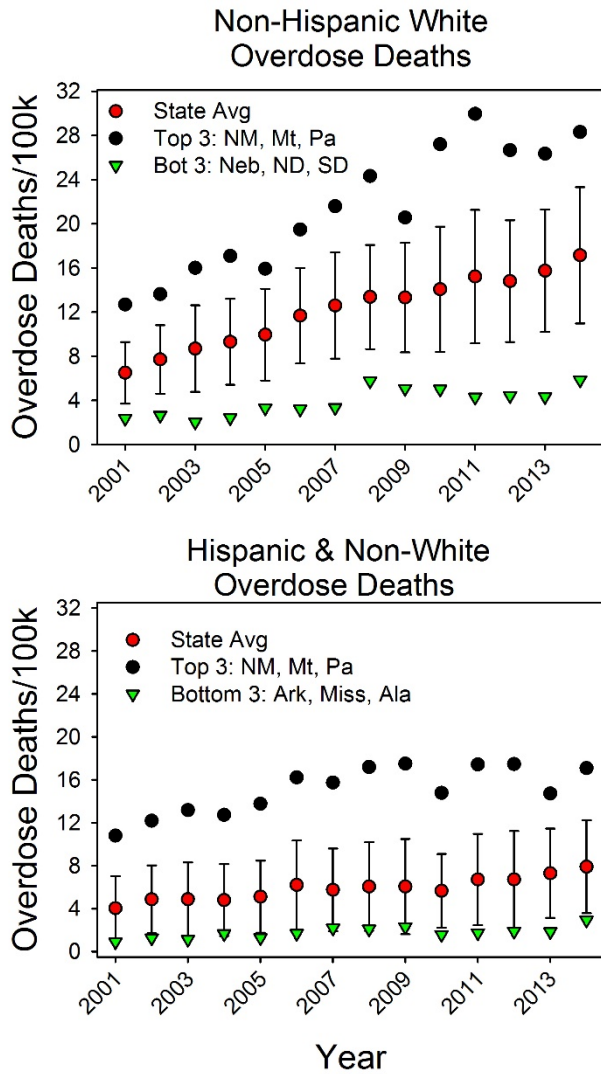 Non-Hispanic White
Overdose Deaths
Overdose Deaths/100k
32
28
24
20
16
12
8
4
0
State Avg
Top 3: NM, Mt, Pa
Bot 3: Neb, ND, SD
2001
2003
2005
2007
2009
2011
2013
Hispanic & Non-White
Overdose Deaths
Overdose Deaths/100k
32
28
24
20
16
12
8
4
0
State Avg
Top 3: NM, Mt, Pa
Bottom 3: Ark, Miss, Ala
2001
2003
2005
2007
2009
2011
2013
Year